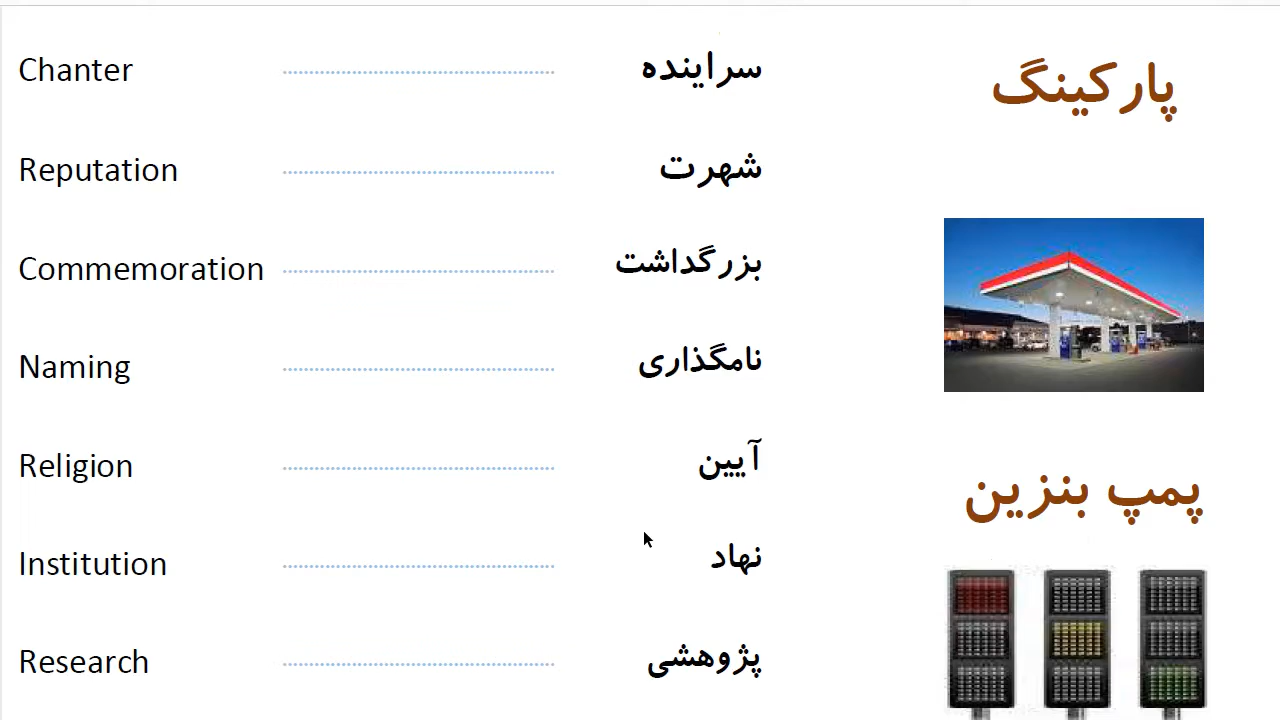 Chanter سراینده
Reputation شهرت
Commemoration بزرگداشت
Naming نامگذاری
Religion آیین
Institution نهاد
Research پژوهشی
پارکینگ
پمپ بنزین